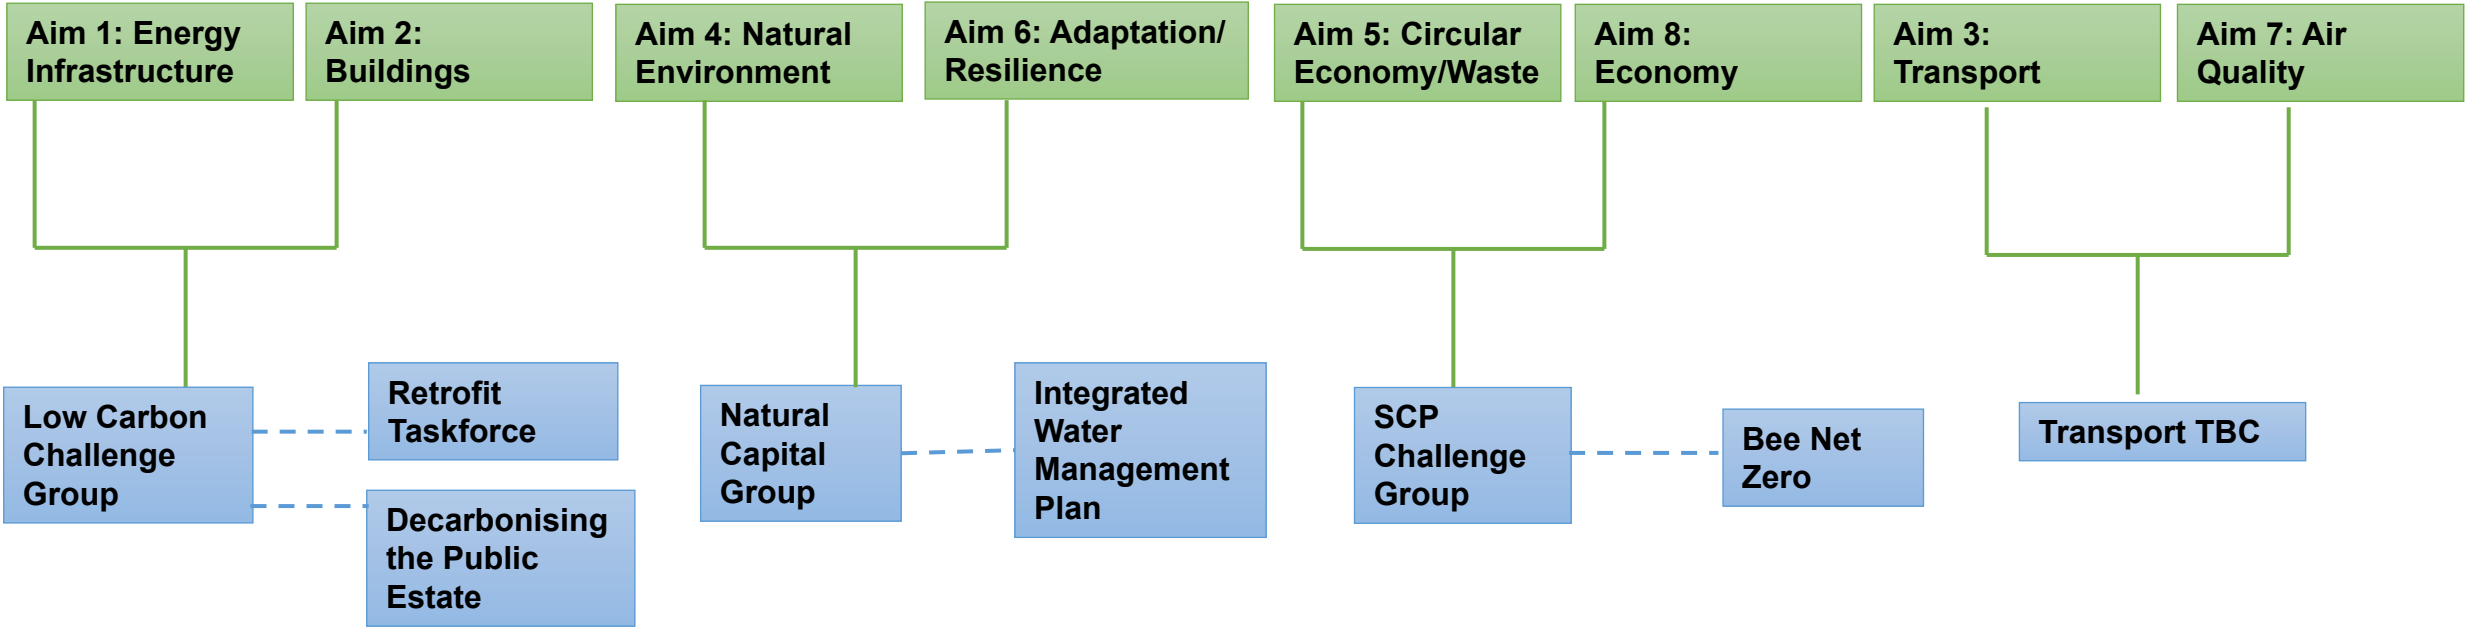 Aim 1: Energy
Infrastructure
Aim 2:
Buildings
Aim 4: Natural
Environment
Aim 6: Adaptation/
Resilience
Aim 5: Circular
Economy/Waste
Aim 8:
Economy
Aim 3:
Transport
Aim 7: Air
Quality
Low Carbon
Challenge
Group
Retrofit
Taskforce
Decarbonising
the Public
Estate
Natural
Capital
Group
Integrated
Water
Management
Plan
SCP
Challenge
Group
Bee Net
Zero
Transport TBC